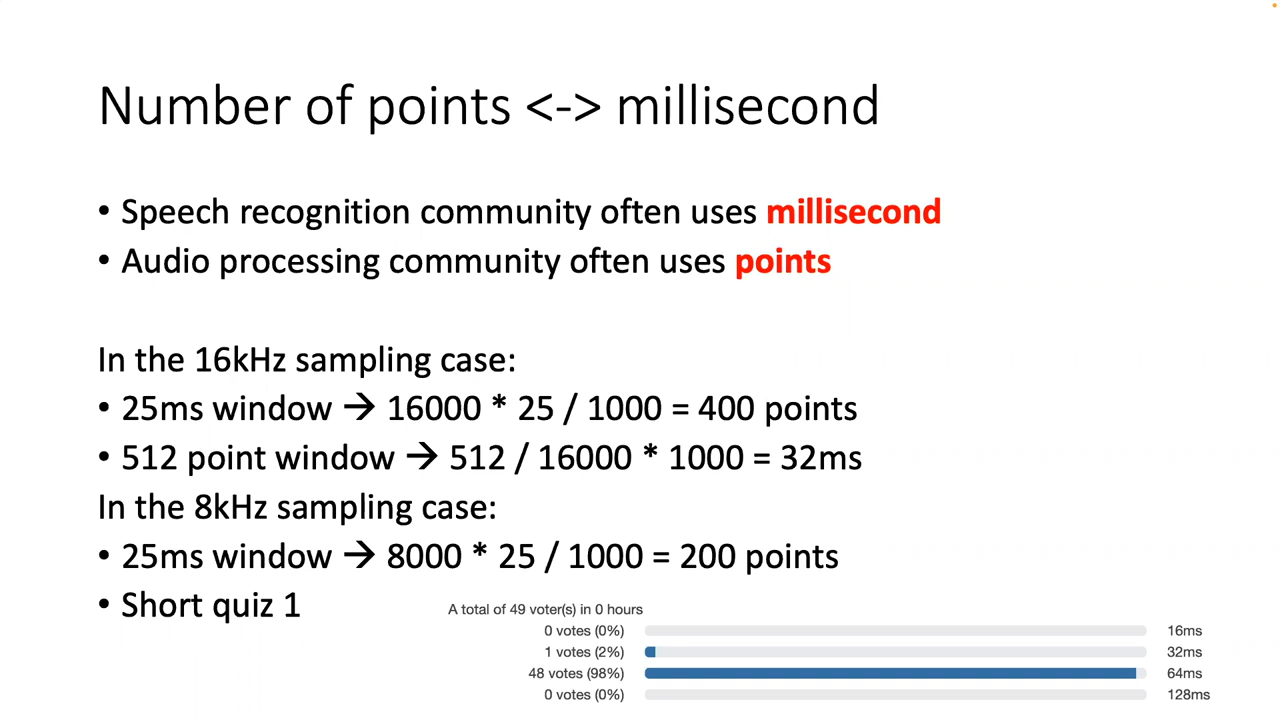 Number of points <-> millisecond
• Speech recognition community often uses millisecond
• Audio processing community often uses points
In the 16kHz sampling case:
• 25ms window → 16000 * 25 / 1000 = 400 points
• 512 point window → 512 / 16000 * 1000 = 32ms
In the 8kHz sampling case:
• 25ms window → 8000 * 25 / 1000 = 200 points
• Short quiz 1
A total of 49 voter(s) in 0 hours
0 votes (0%) 16ms
1 votes (2%) 32ms
48 votes (98%) 64ms
0 votes (0%) 128ms